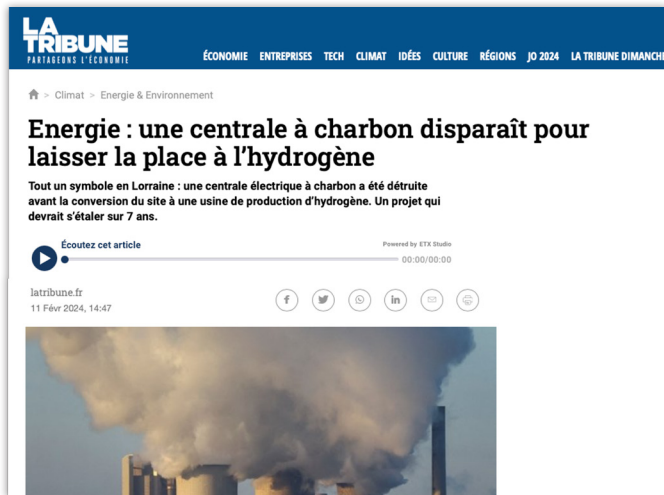 LA
TRIBUNE
PARTAGEONS L'ÉCONOMIE
ÉCONOMIE ENTREPRISES TECH CLIMAT IDÉES CULTURE RÉGIONS JO 2024 LA TRIBUNE DIMANCHE
> Climat > Energie & Environnement
Energie : une centrale à charbon disparaît pour
laisser la place à l’hydrogène
Tout un symbole en Lorraine : une centrale électrique à charbon a été détruite
avant la conversion du site à une usine de production d’hydrogène. Un projet qui
devrait s’étaler sur 7 ans.
Écoutez cet article
Powered by ETX Studio
00:00/00:00
latribune.fr
11 Févr 2024, 14:47